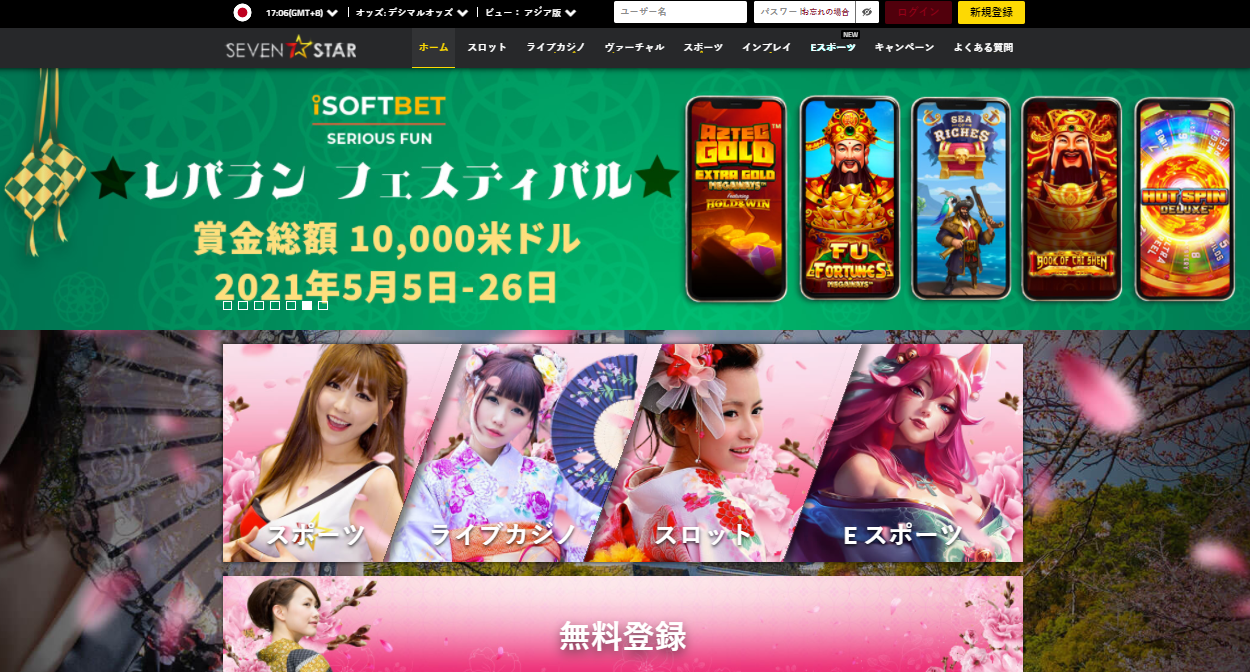 17:06(GMT+8)
オッズ: デシマルオッズ
ビュー： アジア版
ユーザー名
パスワード
お忘れの場合
ログイン
新規登録
SEVEN STAR
ホーム
スロット
ライブカジノ
ヴァーチャル
スポーツ
インプレイ
NEW
Eスポーツ
キャンペーン
よくある質問
iSOFTBET
SERIOUS FUN
レバラン フェスティバル
賞金総額 10,000米ドル
2021年5月5日-26日
AZTEC
GOLD
EXTRA GOLD
MEGAWAYS™
Featuring
HOLD & WIN
FU
FORTUNES
MEGAWAYS™
SEA
OF
RICHES
BOOK OF CAI SHEN
HOT SPIN
DELUXE
スポーツ
ライブカジノ
スロット
E スポーツ
無料登録